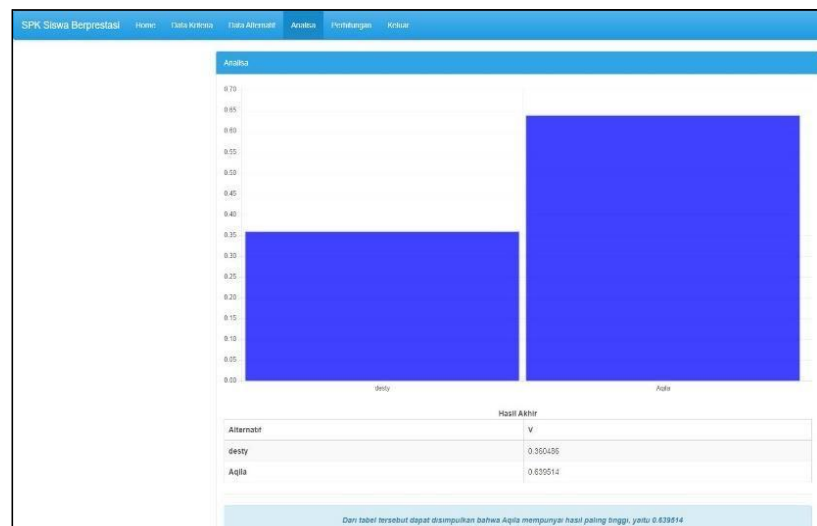 SPK Siswa Berprestasi Home Data Kriteria Data Alternatif Analisa Perhitungan Keluar
Analisa
0.70
0.65
0.60
0.55
0.50
0.45
0.40
0.35
0.30
0.25
0.20
0.15
0.10
0.05
0.00
desty Aqila
Hasil Akhir
Alternatif V
desty 0.360486
Aqila 0.639514
Dari tabel tersebut dapat disimpulkan bahwa Aqila mempunyai hasil paling tinggi, yaitu 0.639514